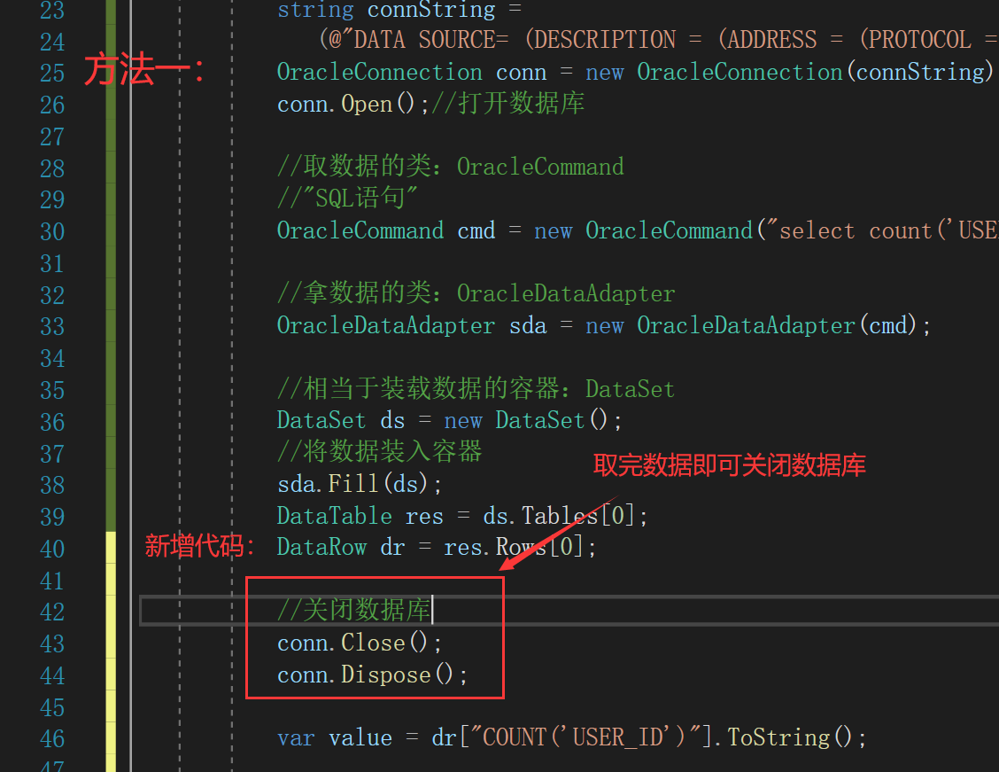 23 string connString =
24 (@"DATA SOURCE= (DESCRIPTION = (ADDRESS = (PROTOCOL =
方法一：
25 OracleConnection conn = new OracleConnection(connString)
26 conn.Open();//打开数据库
27
28 //取数据的类：OracleCommand
29 //"SQL语句"
30 OracleCommand cmd = new OracleCommand("select count('USE
31
32 //拿数据的类：OracleDataAdapter
33 OracleDataAdapter sda = new OracleDataAdapter(cmd);
34
35 //相当于装载数据的容器：DataSet
36 DataSet ds = new DataSet();
37 //将数据装入容器
取完数据即可关闭数据库
38 sda.Fill(ds);
39 DataTable res = ds.Tables[0];
新增代码：
40 DataRow dr = res.Rows[0];
41
42 //关闭数据库
43 conn.Close();
44 conn.Dispose();
45
46 var value = dr["COUNT('USER_ID')"].ToString();
47